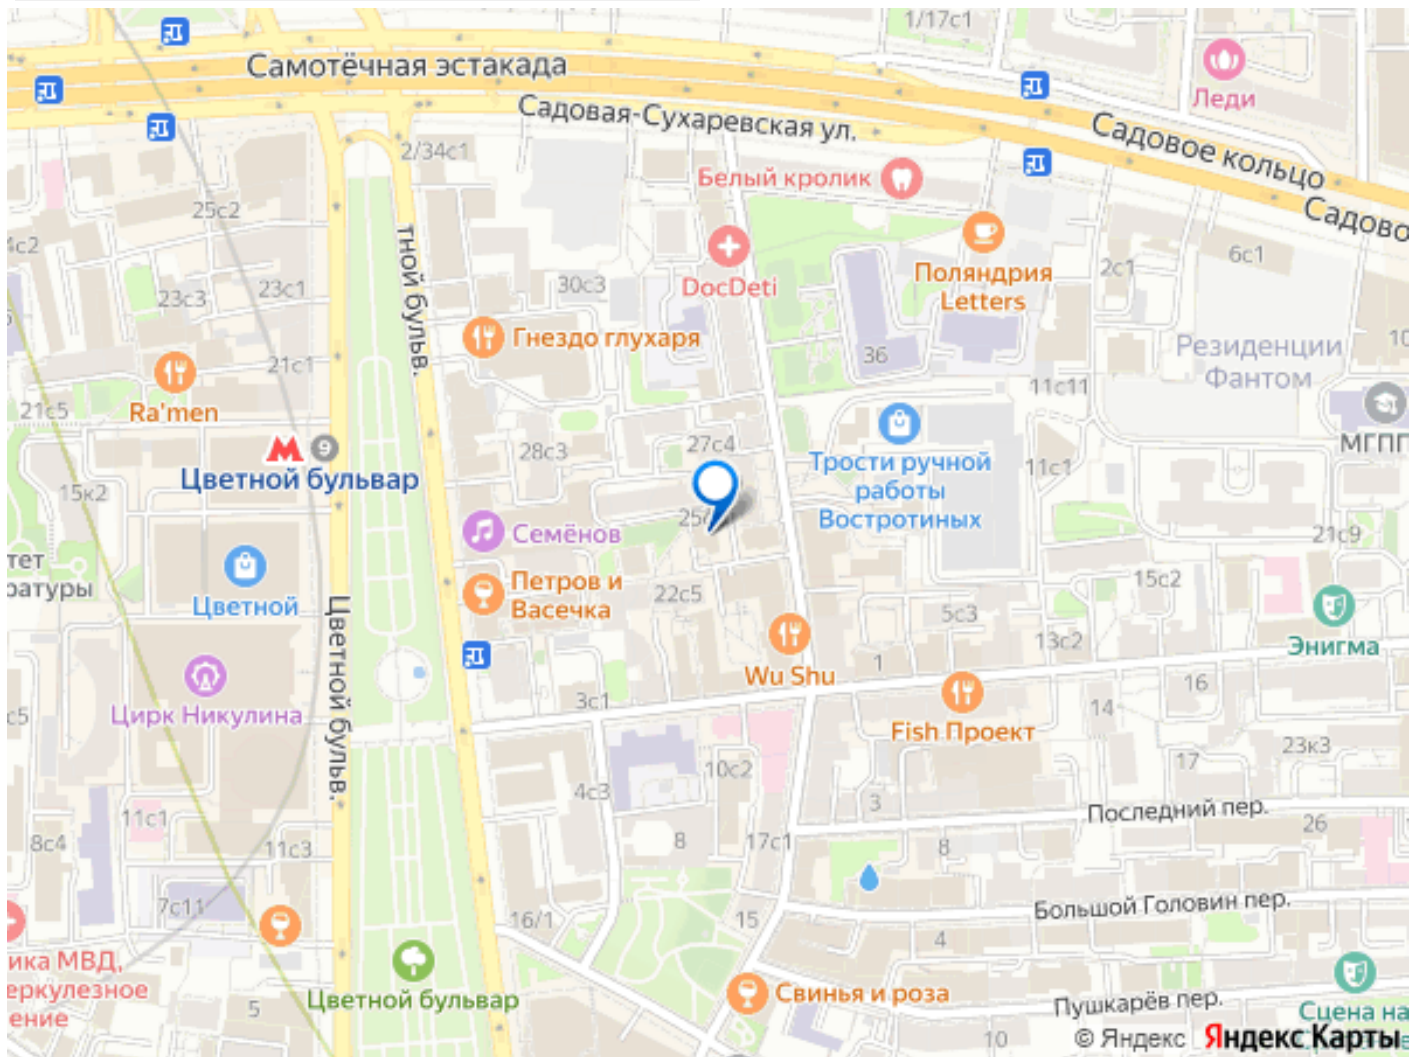 1/17с1
Самотёчная эстакада
Леди
Садовая-Сухаревская ул.
Садовое кольцо
2/34с1
Белый кролик
25с2
Садово
4с2
тной бульв.
Поляндрия
Letters
2с1
6с1
DocDeti
30с3
23с3
23с1
Гнездо глухаря
Резиденции
Фантом
10
36
21с1
11с11
Ra'men
21с5
МГПП
27с4
28с3
Трости ручной
работы
Востротиных
11с1
9
Цветной бульвар
15к2
Семёнов
21с9
тет
ратуры
Петров и
Васечка
22с5
15с2
Цветной
Цветной бульв.
5с3
13с2
Энигма
Wu Shu
1
16
3с1
14
Цирк Никулина
с5
Fish Проект
23к3
17
10с2
4с3
3
Последний пер.
11с1
26
8с4
11с3
8
17с1
8
7с11
Большой Головин пер.
16/1
15
4
ика МВД,
еркулезное
ение
5
Цветной бульвар
Свинья и роза
Пушкарёв пер.
Сцена на
10
© Яндекс
Яндекс Карты